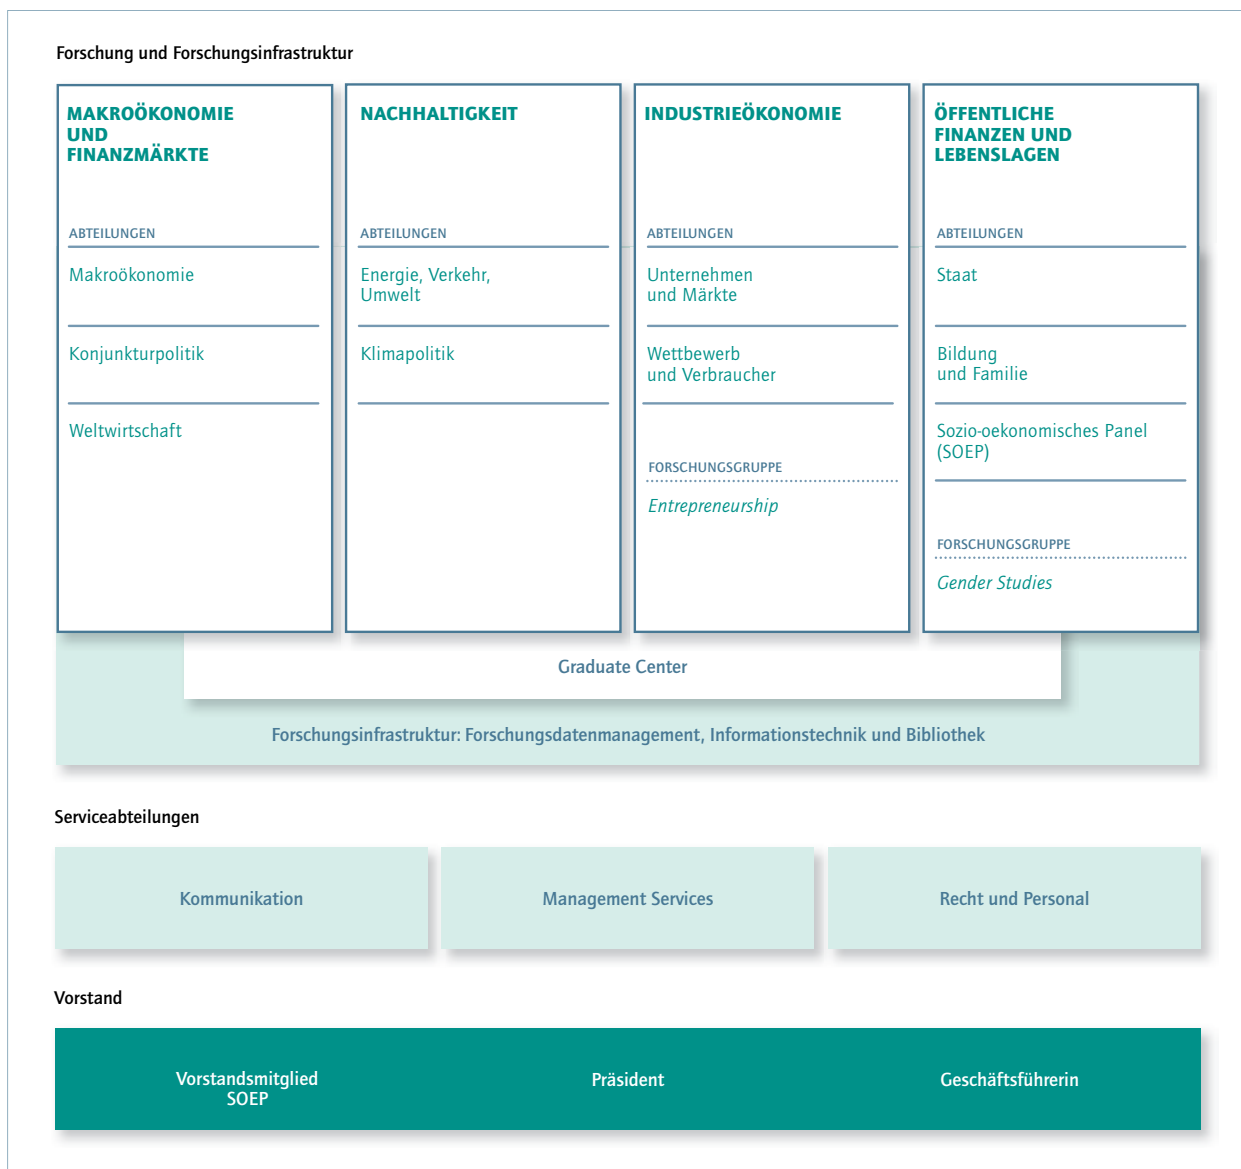 Forschung und Forschungsinfrastruktur
MAKROÖKONOMIE
UND
FINANZMÄRKTE
ABTEILUNGEN
Makroökonomie
Konjunkturpolitik
Weltwirtschaft
NACHHALTIGKEIT
ABTEILUNGEN
Energie, Verkehr,
Umwelt
Klimapolitik
INDUSTRIEÖKONOMIE
ABTEILUNGEN
Unternehmen
und Märkte
Wettbewerb
und Verbraucher
FORSCHUNGSGRUPPE
Entrepreneurship
ÖFFENTLICHE
FINANZEN UND
LEBENSLAGEN
ABTEILUNGEN
Staat
Bildung
und Familie
Sozio-oekonomisches Panel
(SOEP)
FORSCHUNGSGRUPPE
Gender Studies
Graduate Center
Forschungsinfrastruktur: Forschungsdatenmanagement, Informationstechnik und Bibliothek
Serviceabteilungen
Kommunikation
Management Services
Recht und Personal
Vorstand
Vorstandsmitglied
SOEP
Präsident
Geschäftsführerin